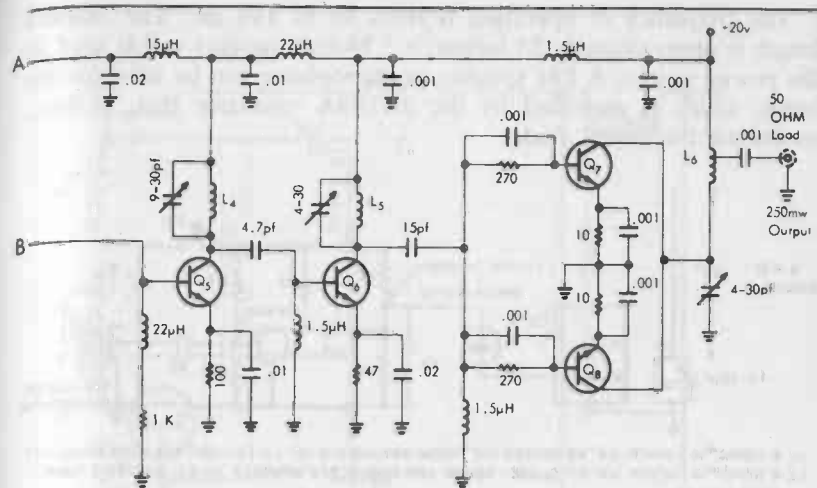 15μH
22μH
1.5μH
+20v
A
.02
.01
.001
.001
50
OHM
Load
.001
.001
9-30pf
L4
4-30
L5
270
Q7
L6
4.7pf
15pf
10
.001
250mw
Output
B
Q5
Q6
.001
10
.001
4-30pf
22μH
1.5μH
270
Q8
100
.01
47
.02
1.5μH
1 K